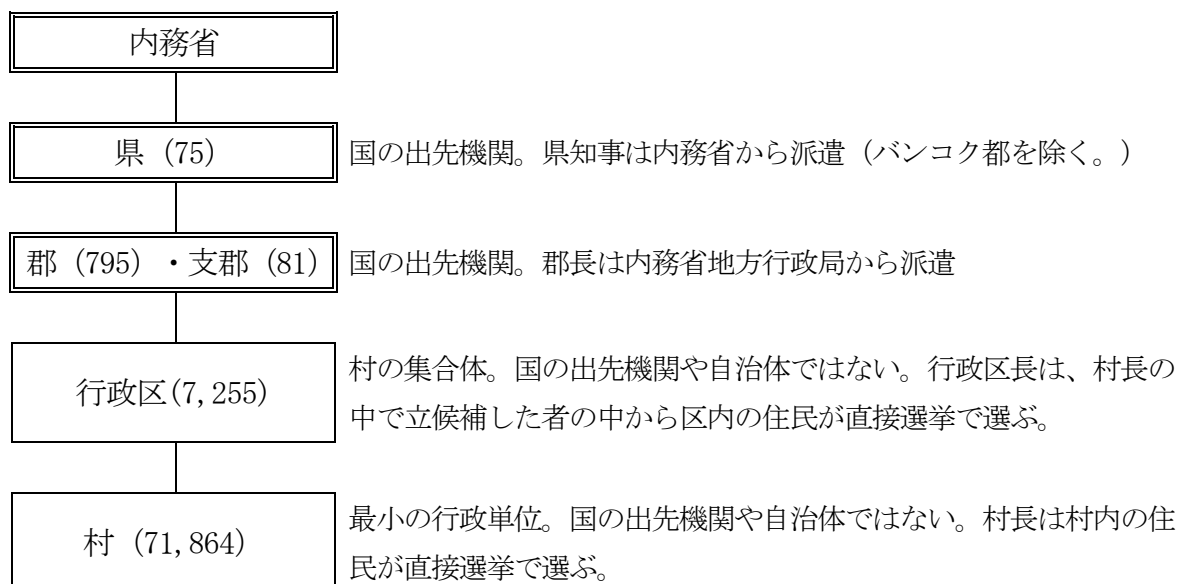 内務省
県（75）
国の出先機関。県知事は内務省から派遣（バンコク都を除く。）
郡（795）・支郡（81）
国の出先機関。郡長は内務省地方行政局から派遣
行政区(7,255)
村の集合体。国の出先機関や自治体ではない。行政区長は、村長の
中で立候補した者の中から区内の住民が直接選挙で選ぶ。
村（71,864）
最小の行政単位。国の出先機関や自治体ではない。村長は村内の住
民が直接選挙で選ぶ。